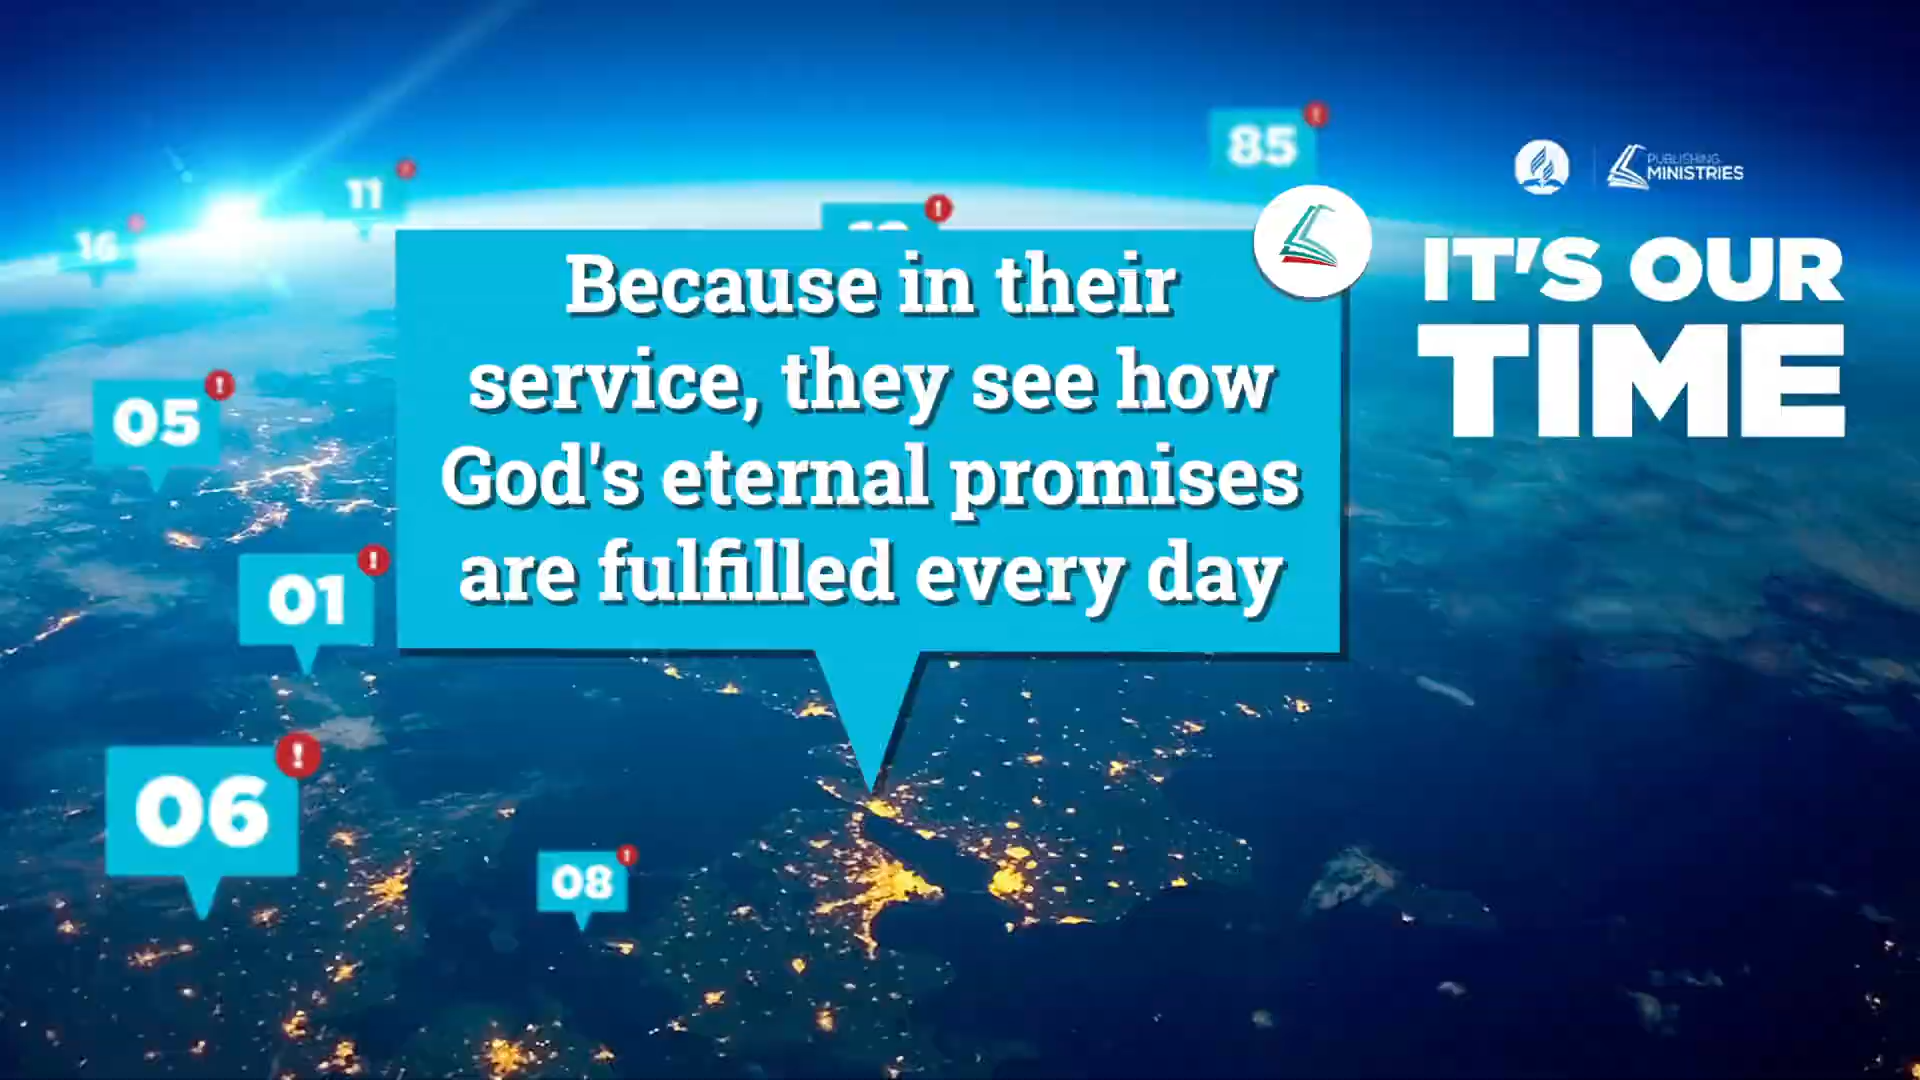 85
11
16
PUBLISHING
MINISTRIES
IT'S OUR
TIME
Because in their
service, they see how
God's eternal promises
are fulfilled every day
05
01
06
08